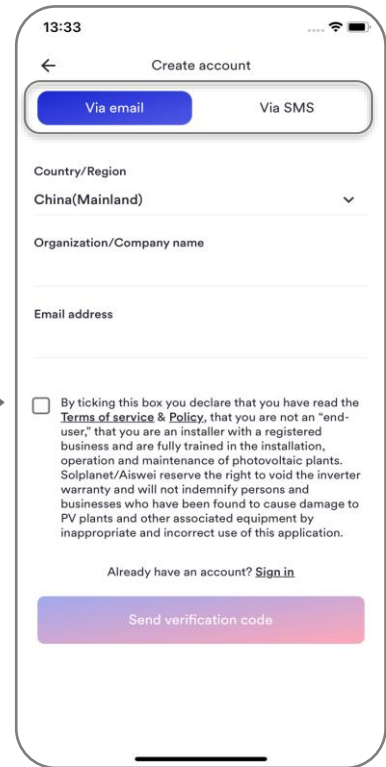 13:33
Create account
Via email
Via SMS
Country/Region
China(Mainland)
Organization/Company name
Email address
By ticking this box you declare that you have read the
Terms of service & Policy, that you are not an “end-
user,” that you are an installer with a registered
business and are fully trained in the installation,
operation and maintenance of photovoltaic plants.
Solplanet/Aiswei reserve the right to void the inverter
warranty and will not indemnify persons and
businesses who have been found to cause damage to
PV plants and other associated equipment by
inappropriate and incorrect use of this application.
Already have an account? Sign in
Send verification code